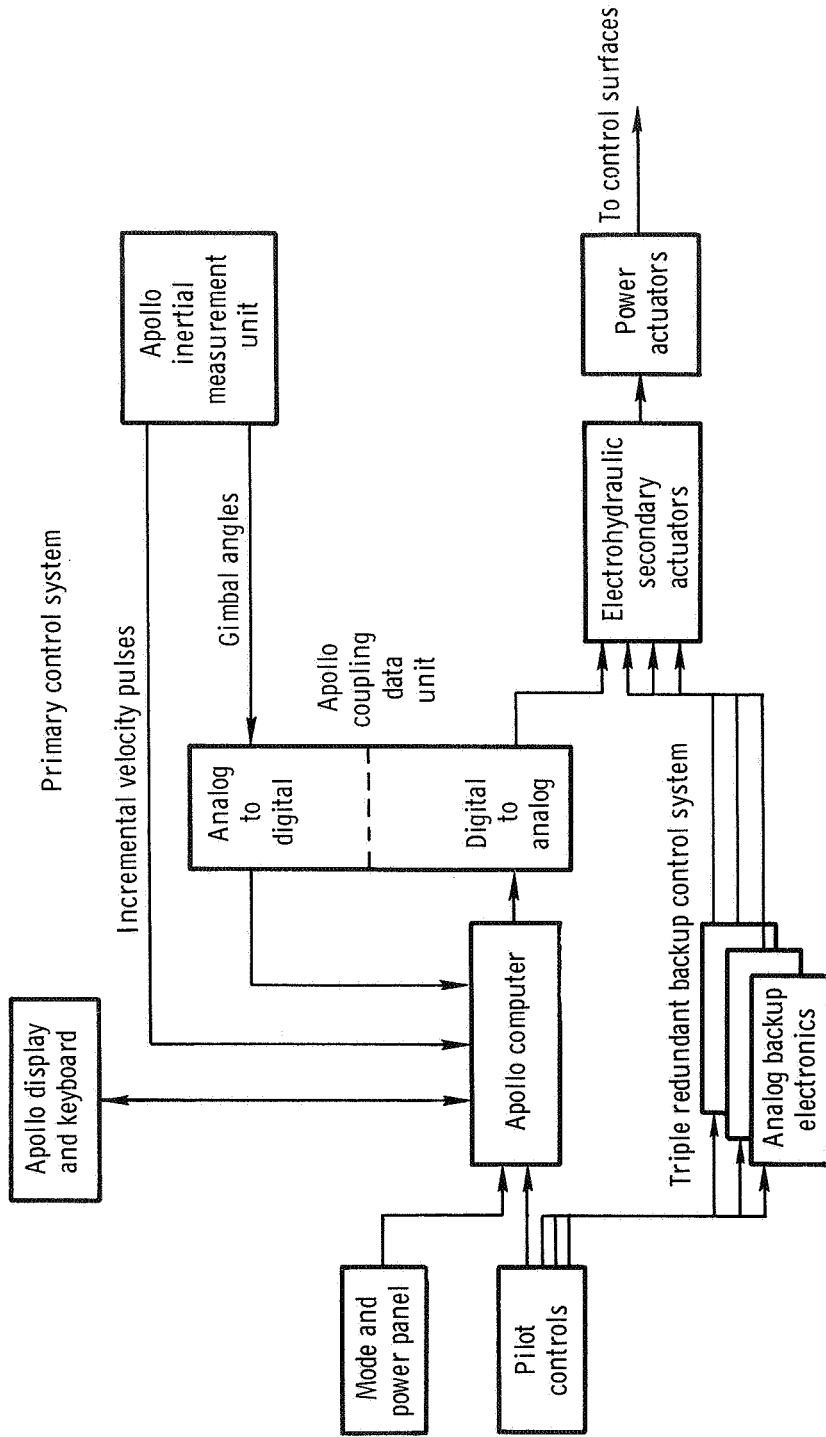 Primary control system
Apollo display
and keyboard
Incremental velocity pulses
Apollo
inertial
measurement
unit
Gimbal angles
Mode and
power panel
Analog
to
digital
Apollo
coupling
data
unit
Pilot
controls
Apollo computer
Digital
to
analog
Electrohydraulic
secondary
actuators
Power
actuators
To control surfaces
Triple redundant backup control system
Analog backup
electronics